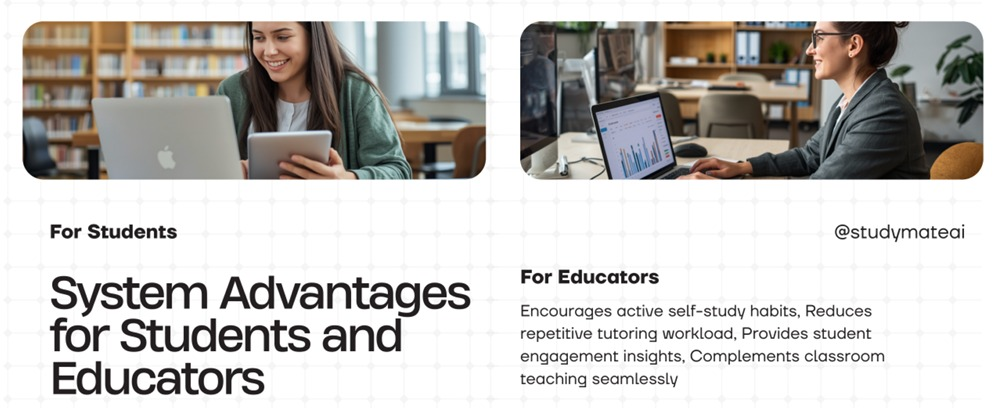 For Students
@studymateai
System Advantages
for Students and
Educators
For Educators
Encourages active self-study habits, Reduces
repetitive tutoring workload, Provides student
engagement insights, Complements classroom
teaching seamlessly